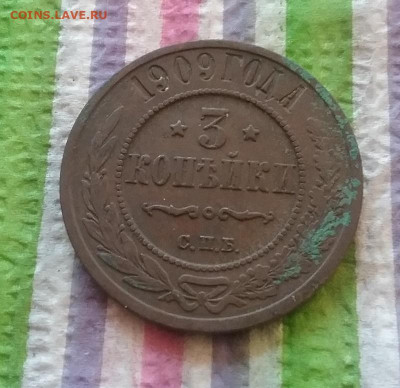 COINS.LAVE.RU
1909 ГОДА
3
КОПѢЙКИ
С.П.Б.